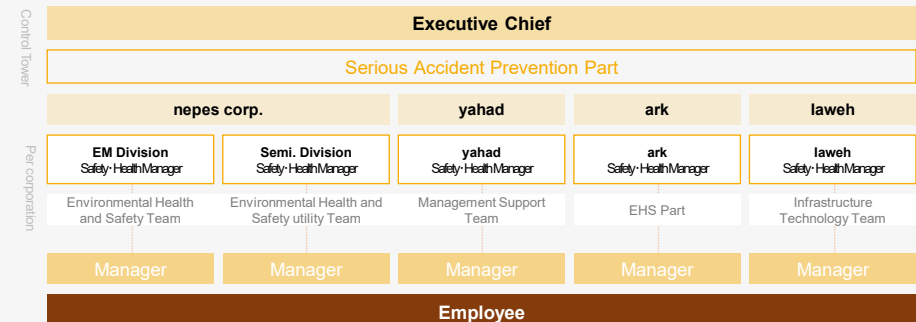 Control Tower
Executive Chief
Serious Accident Prevention Part
Per corporation
nepes corp.
yahad
ark
laweh
EM Division
Safety·Health Manager
Semi. Division
Safety·Health Manager
yahad
Safety·Health Manager
ark
Safety·Health Manager
laweh
Safety·Health Manager
Environmental Health
and Safety Team
Environmental Health and
Safety utility Team
Management Support
Team
EHS Part
Infrastructure
Technology Team
Manager
Manager
Manager
Manager
Manager
Employee